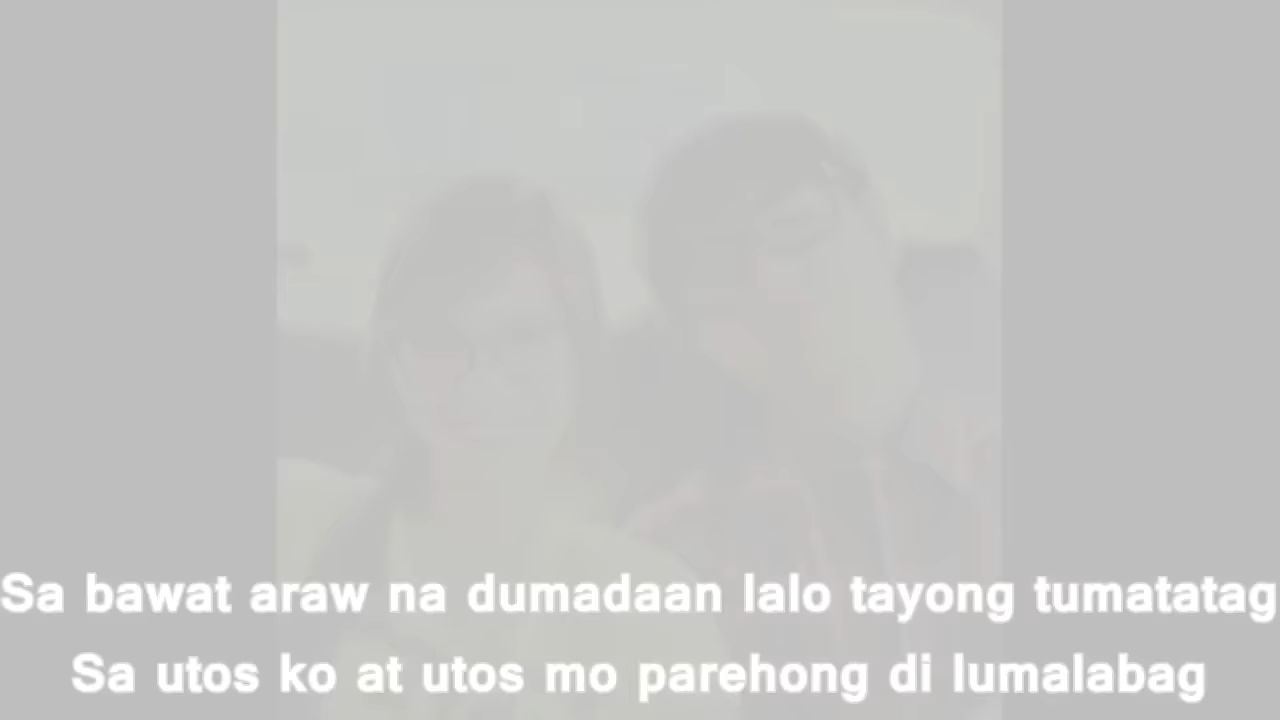 Sa bawat araw na dumadaan lalo tayong tumatatag
Sa utos ko at utos mo parehong di lumalabag